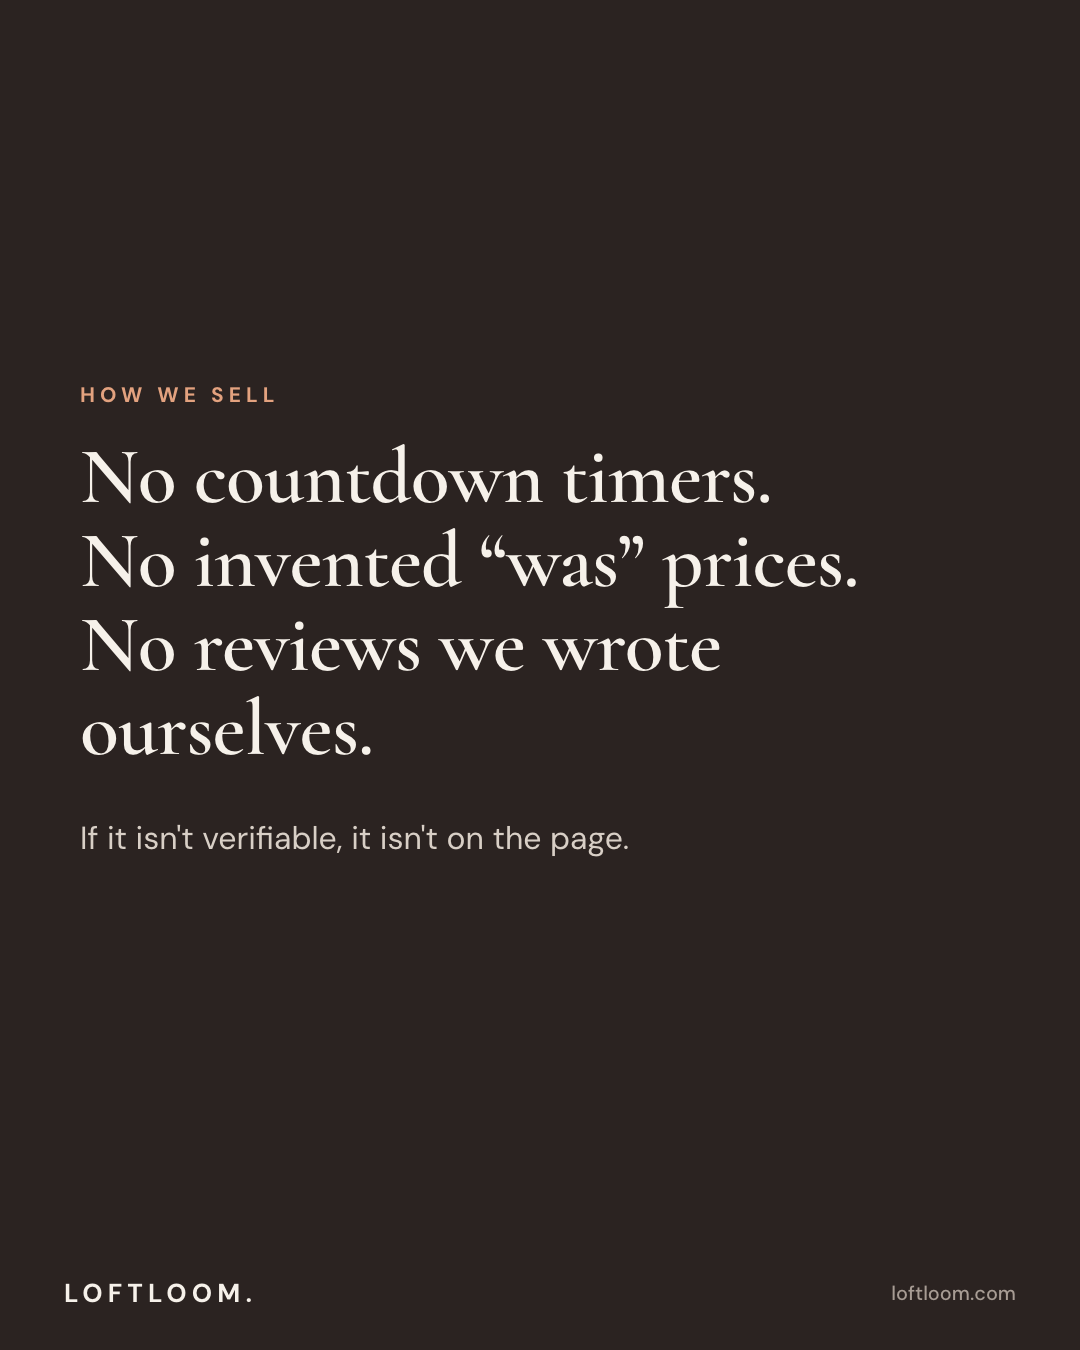 HOW WE SELL
No countdown timers.
No invented “was” prices.
No reviews we wrote
ourselves.
If it isn't verifiable, it isn't on the page.
LOFTLOOM.
loftloom.com